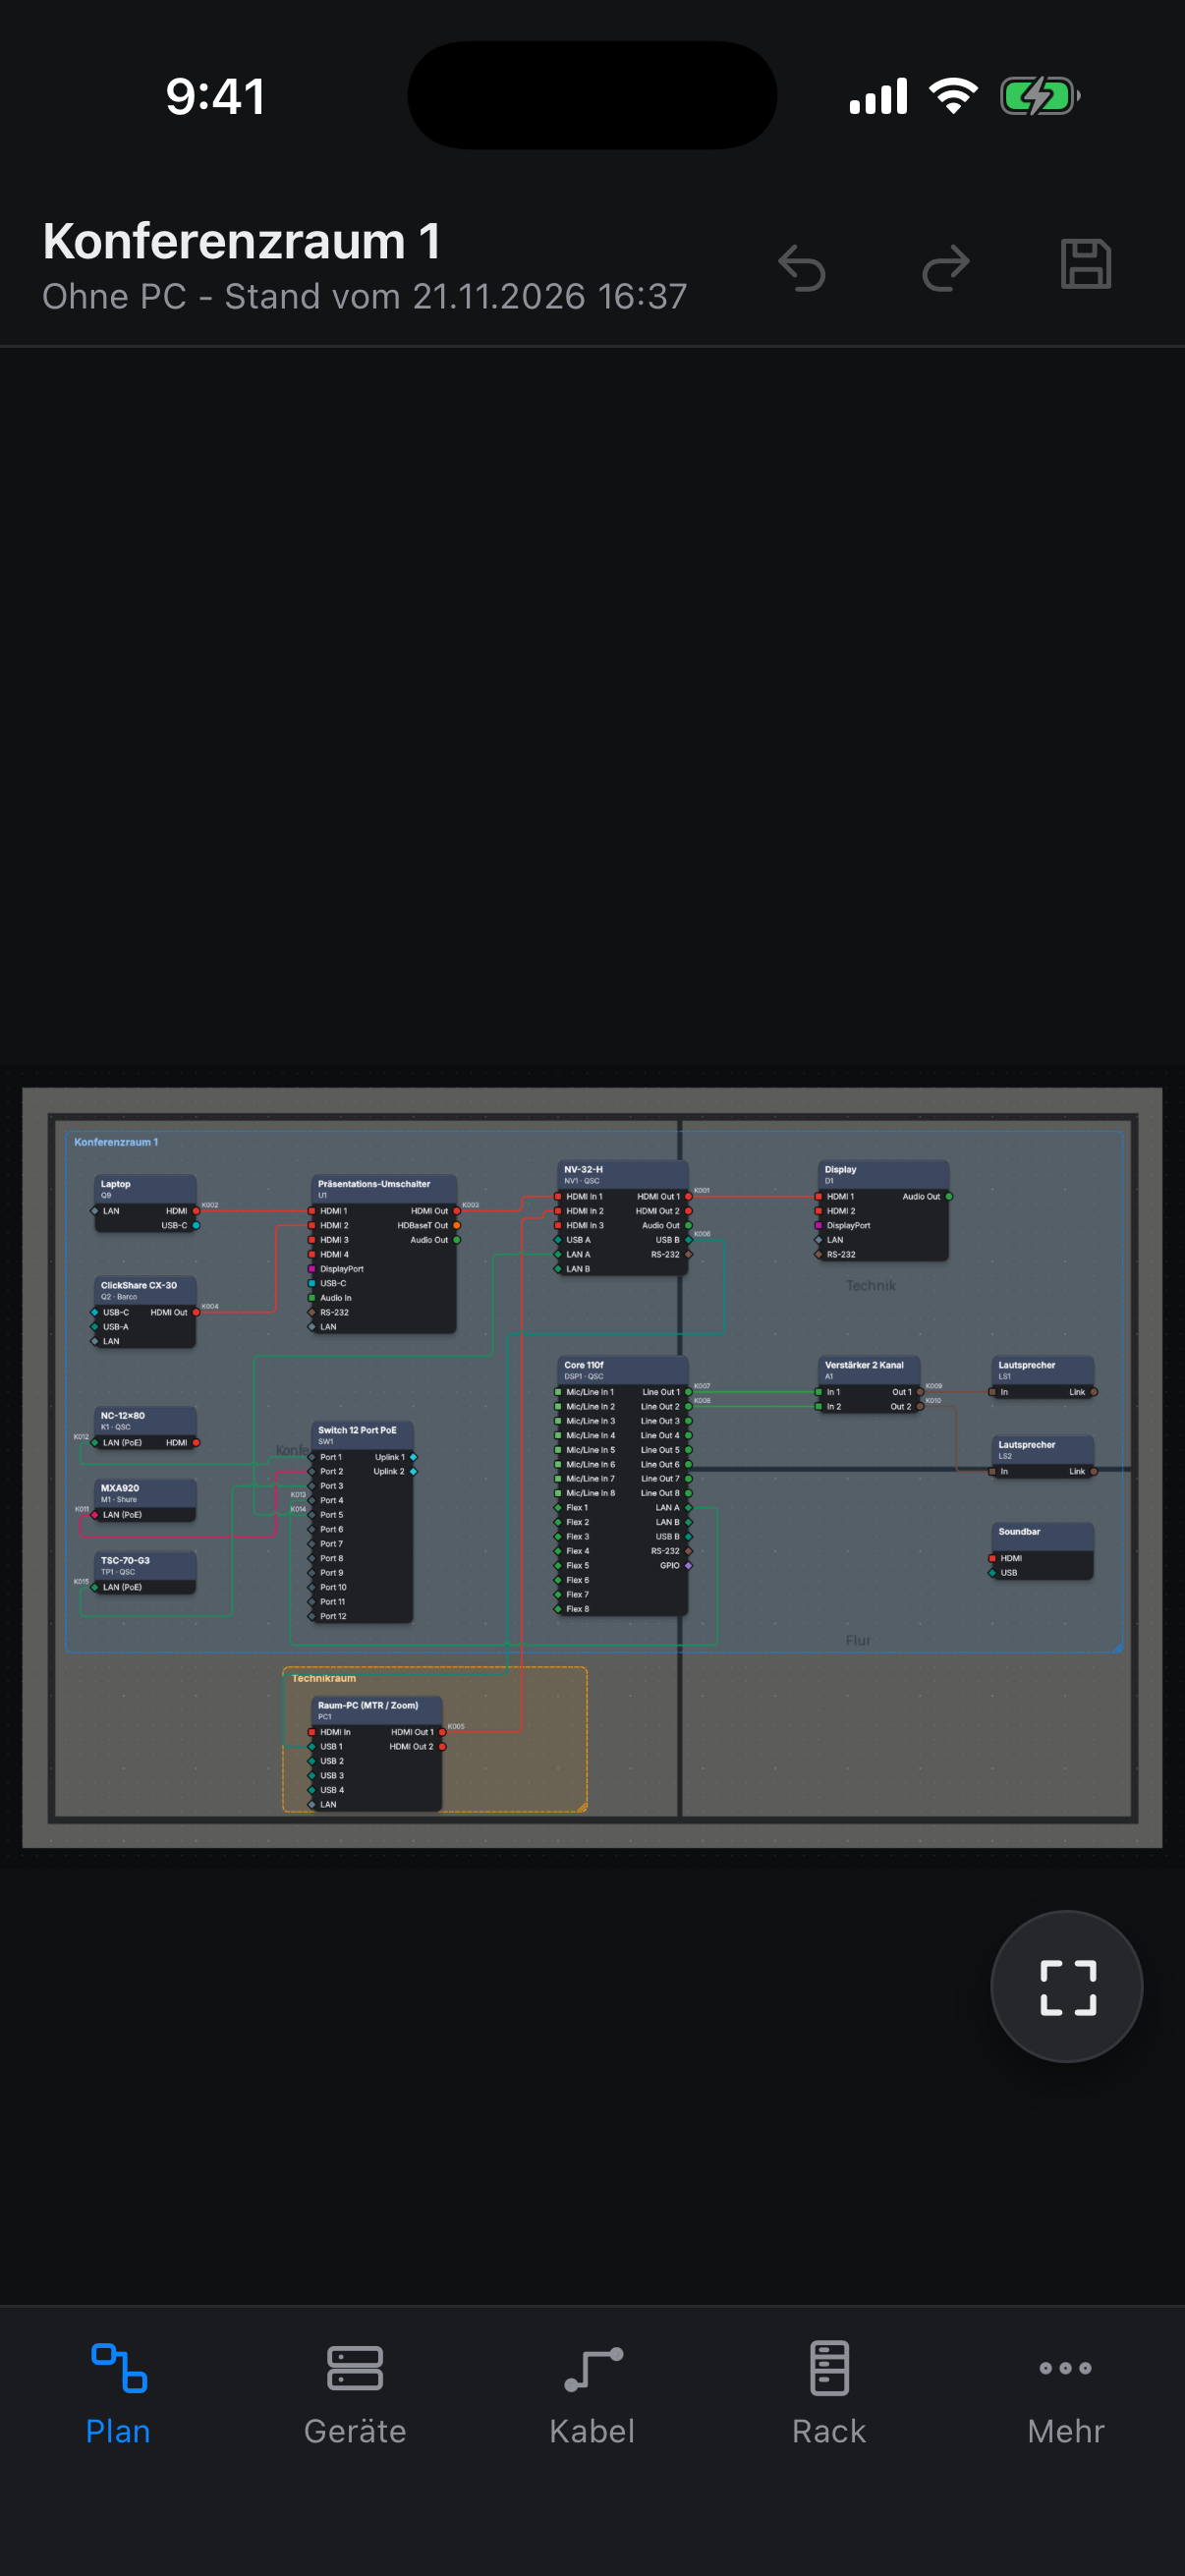 9:41
Konferenzraum 1
Ohne PC - Stand vom 21.11.2026 16:37
Konferenzraum 1
Laptop
Q9
LAN HDMI
USB-C
K002
Präsentations-Umschalter
U1
HDMI 1 HDMI Out
HDMI 2 HDBaseT Out
HDMI 3 Audio Out
HDMI 4
DisplayPort
USB-C
Audio In
RS-232
LAN
K003
NV-32-H
NV1 · QSC
HDMI In 1 HDMI Out 1
HDMI In 2 HDMI Out 2
HDMI In 3 Audio Out
USB A USB B
LAN A RS-232
LAN B
K001
K006
Display
D1
HDMI 1 Audio Out
HDMI 2
DisplayPort
LAN
RS-232
Technik
ClickShare CX-30
Q2 · Barco
USB-C HDMI Out
USB-A
LAN
K004
Core 110f
DSP1 · QSC
Mic/Line In 1 Line Out 1
Mic/Line In 2 Line Out 2
Mic/Line In 3 Line Out 3
Mic/Line In 4 Line Out 4
Mic/Line In 5 Line Out 5
Mic/Line In 6 Line Out 6
Mic/Line In 7 Line Out 7
Mic/Line In 8 Line Out 8
Flex 1 LAN A
Flex 2 LAN B
Flex 3 USB B
Flex 4 RS-232
Flex 5 GPIO
Flex 6
Flex 7
Flex 8
K007
K008
Verstärker 2 Kanal
A1
In 1 Out 1
In 2 Out 2
K009
K010
Lautsprecher
LS1
In Link
Lautsprecher
LS2
In Link
Soundbar
HDMI
USB
NC-12×80
K1 · QSC
LAN (PoE) HDMI
K012
MXA920
M1 · Shure
LAN (PoE)
K011
TSC-70-G3
TP1 · QSC
LAN (PoE)
K015
Konfe
Switch 12 Port PoE
SW1
Port 1 Uplink 1
Port 2 Uplink 2
Port 3
Port 4
Port 5
Port 6
Port 7
Port 8
Port 9
Port 10
Port 11
Port 12
K013
K014
Flur
Technikraum
Raum-PC (MTR / Zoom)
PC1
HDMI In HDMI Out 1
USB 1 HDMI Out 2
USB 2
USB 3
USB 4
LAN
K005
Plan
Geräte
Kabel
Rack
Mehr